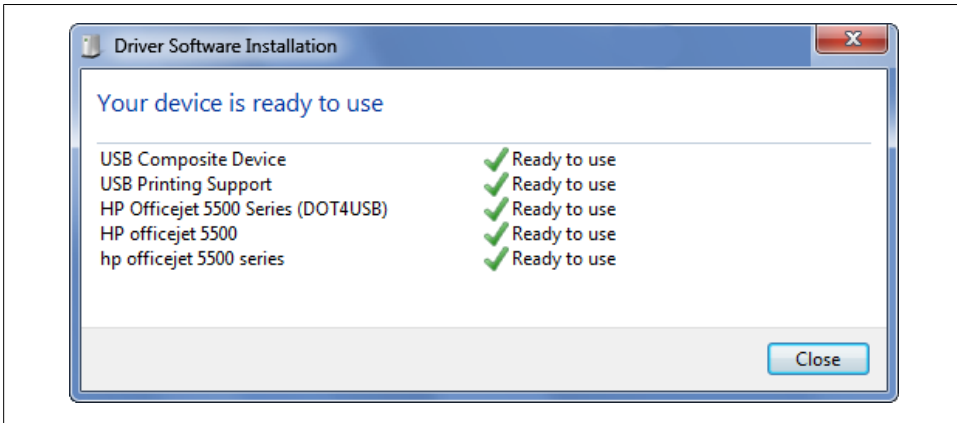 Driver Software Installation
Your device is ready to use
USB Composite Device Ready to use
USB Printing Support Ready to use
HP Officejet 5500 Series (DOT4USB) Ready to use
HP officejet 5500 Ready to use
hp officejet 5500 series Ready to use
Close